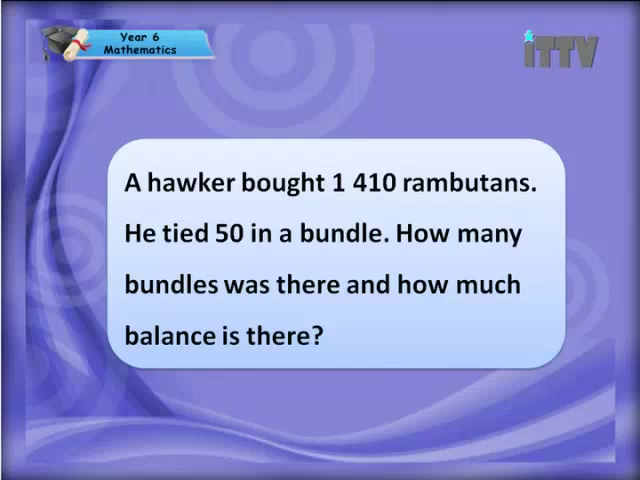 Year 6
Mathematics
iTTV
A hawker bought 1 410 rambutans.
He tied 50 in a bundle. How many
bundles was there and how much
balance is there?